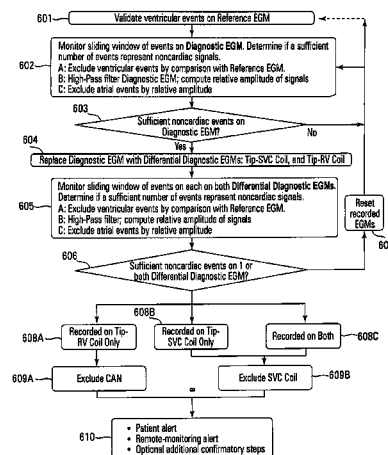 601
Validate ventricular events on Reference EGM
Monitor sliding window of events on Diagnostic EGM. Determine if a sufficient
number of events represent noncardiac signals.
A: Exclude ventricular events by comparison with Reference EGM.
B: High-Pass filter Diagnostic EGM; compute relative amplitude of signals
C: Exclude atrial events by relative amplitude
602
603
Sufficient noncardiac events on
Diagnostic EGM?
No
Yes
604
Replace Diagnostic EGM with Differential Diagnostic EGMs: Tip-SVC Coil, and Tip-RV Coil
Monitor sliding window of events on each on both Differential Diagnostic EGMs.
Determine if a sufficient number of events represent noncardiac signals.
A: Exclude ventricular events by comparison with Reference EGM.
B: High-Pass filter; compute relative amplitude of signals
C: Exclude atrial events by relative amplitude
605
Reset
recorded
EGMs
60
606
Sufficient noncardiac events on 1 or
both Differential Diagnostic EGM?
608B
608A
Recorded on Tip-
RV Coil Only
Recorded on Tip-
SVC Coil Only
Recorded on Both
608C
609A
Exclude CAN
Exclude SVC Coil
609B
610
• Patient alert
• Remote-monitoring alert
• Optional additional confirmatory steps